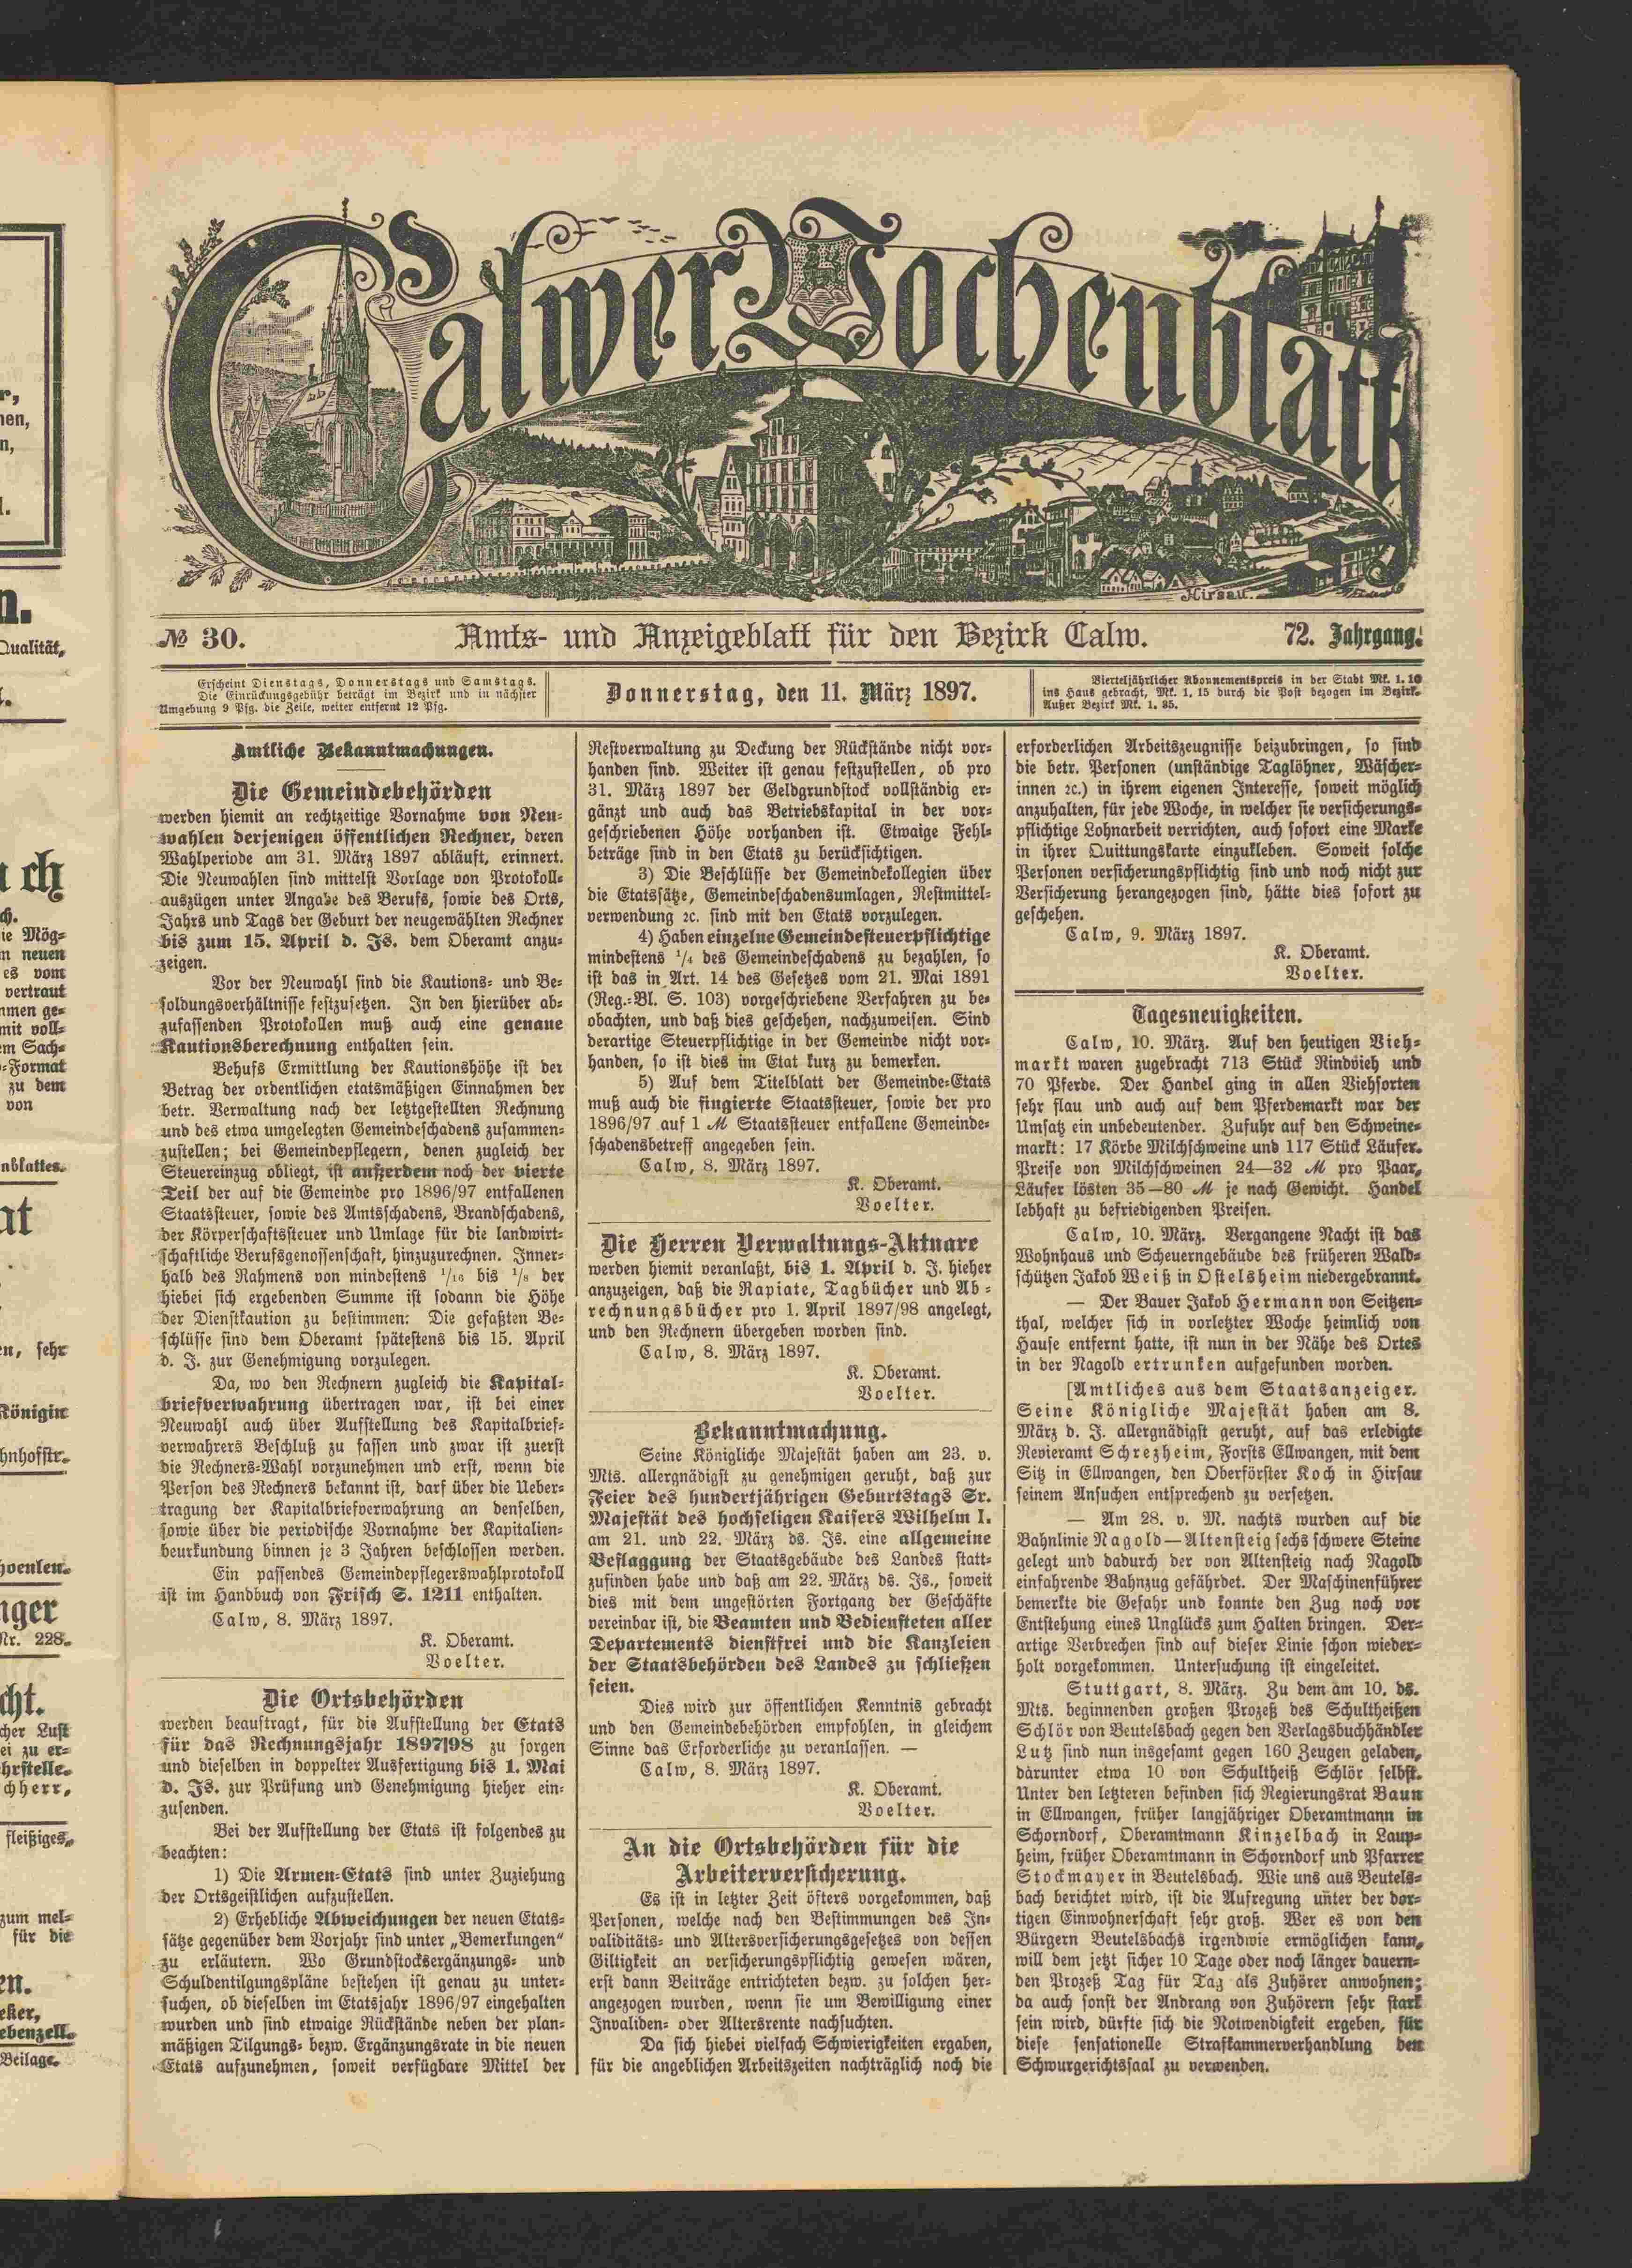 r,
nen,
n,
l.
n.
Qualität,
t.
ch
ch.
ie Mög-
n neuen
es vom
vertraut
nmen ge-
mit voll-
em Sach-
-Format
zu dem
von
nblattes.
at
en, sehr
Königin
hnhofstr.
nger
Nr. 228.
cht.
cher Lust
ei zu er-
hrstelle.
chherr,
fleißiges,
zum mel-
für die
en.
eker,
ebenzell.
Beilage.
Calwer Wochenblatt
Hirsau.
№ 30.
Amts- und Anzeigeblatt für den Bezirk Calw.
72. Jahrgang.
Erscheint Dienstags, Donnerstags und Samstags.
Die Einrückungsgebühr beträgt im Bezirk und in nächster
Umgebung 9 Pfg. die Zeile, weiter entfernt 12 Pfg.
Donnerstag, den 11. März 1897.
Vierteljährlicher Abonnementspreis in der Stadt Mk. 1. 10
ins Haus gebracht, Mk. 1. 15 durch die Post bezogen im Bezirk.
Außer Bezirk Mk. 1. 35.
Amtliche Bekanntmachungen.
Die Gemeindebehörden
werden hiemit an rechtzeitige Vornahme von Neu-
wahlen derjenigen öffentlichen Rechner, deren
Wahlperiode am 31. März 1897 abläuft, erinnert.
Die Neuwahlen sind mittelst Vorlage von Protokoll-
auszügen unter Angabe des Berufs, sowie des Orts,
Jahrs und Tags der Geburt der neugewählten Rechner
bis zum 15. April d. Js. dem Oberamt anzu-
zeigen.
Vor der Neuwahl sind die Kautions- und Be-
soldungsverhältnisse festzusetzen. In den hierüber ab-
zufassenden Protokollen muß auch eine genaue
Kautionsberechnung enthalten sein.
Behufs Ermittlung der Kautionshöhe ist der
Betrag der ordentlichen etatsmäßigen Einnahmen der
betr. Verwaltung nach der letztgestellten Rechnung
und des etwa umgelegten Gemeindeschadens zusammen-
zustellen; bei Gemeindepflegern, denen zugleich der
Steuereinzug obliegt, ist außerdem noch der vierte
Teil der auf die Gemeinde pro 1896/97 entfallenen
Staatssteuer, sowie des Amtsschadens, Brandschadens,
der Körperschaftssteuer und Umlage für die landwirt-
schaftliche Berufsgenossenschaft, hinzuzurechnen. Inner-
halb des Rahmens von mindestens 1/16 bis 1/8 der
hiebei sich ergebenden Summe ist sodann die Höhe
der Dienstkaution zu bestimmen: Die gefaßten Be-
schlüsse sind dem Oberamt spätestens bis 15. April
d. J. zur Genehmigung vorzulegen.
Da, wo den Rechnern zugleich die Kapital-
briefverwahrung übertragen war, ist bei einer
Neuwahl auch über Aufstellung des Kapitalbrief-
verwahrers Beschluß zu fassen und zwar ist zuerst
die Rechners-Wahl vorzunehmen und erst, wenn die
Person des Rechners bekannt ist, darf über die Ueber-
tragung der Kapitalbriefverwahrung an denselben,
sowie über die periodische Vornahme der Kapitalien-
beurkundung binnen je 3 Jahren beschlossen werden.
Ein passendes Gemeindepflegerswahlprotokoll
ist im Handbuch von Frisch S. 1211 enthalten.
Calw, 8. März 1897.
K. Oberamt.
Voelter.
Die Ortsbehörden
werden beauftragt, für die Aufstellung der Etats
für das Rechnungsjahr 1897|98 zu sorgen
und dieselben in doppelter Ausfertigung bis 1. Mai
d. Js. zur Prüfung und Genehmigung hieher ein-
zusenden.
Bei der Aufstellung der Etats ist folgendes zu
beachten:
1) Die Armen-Etats sind unter Zuziehung
der Ortsgeistlichen aufzustellen.
2) Erhebliche Abweichungen der neuen Etats-
sätze gegenüber dem Vorjahr sind unter „Bemerkungen“
zu erläutern. Wo Grundstocksergänzungs- und
Schuldentilgungspläne bestehen ist genau zu unter-
suchen, ob dieselben im Etatsjahr 1896/97 eingehalten
wurden und sind etwaige Rückstände neben der plan-
mäßigen Tilgungs- bezw. Ergänzungsrate in die neuen
Etats aufzunehmen, soweit verfügbare Mittel der
Restverwaltung zu Deckung der Rückstände nicht vor-
handen sind. Weiter ist genau festzustellen, ob pro
31. März 1897 der Geldgrundstock vollständig er-
gänzt und auch das Betriebskapital in der vor-
geschriebenen Höhe vorhanden ist. Etwaige Fehl-
beträge sind in den Etats zu berücksichtigen.
3) Die Beschlüsse der Gemeindekollegien über
die Etatssätze, Gemeindeschadensumlagen, Restmittel-
verwendung ꝛc. sind mit den Etats vorzulegen.
4) Haben einzelne Gemeindesteuerpflichtige
mindestens 1/4 des Gemeindeschadens zu bezahlen, so
ist das in Art. 14 des Gesetzes vom 21. Mai 1891
(Reg.-Bl. S. 103) vorgeschriebene Verfahren zu be-
obachten, und daß dies geschehen, nachzuweisen. Sind
derartige Steuerpflichtige in der Gemeinde nicht vor-
handen, so ist dies im Etat kurz zu bemerken.
5) Auf dem Titelblatt der Gemeinde-Etats
muß auch die fingierte Staatssteuer, sowie der pro
1896/97 auf 1 M Staatssteuer entfallene Gemeinde-
schadensbetreff angegeben sein.
Calw, 8. März 1897.
K. Oberamt.
Voelter.
Die Herren Verwaltungs-Aktuare
werden hiemit veranlaßt, bis 1. April d. J. hieher
anzuzeigen, daß die Rapiate, Tagbücher und Ab-
rechnungsbücher pro 1. April 1897/98 angelegt,
und den Rechnern übergeben worden sind.
Calw, 8. März 1897.
K. Oberamt.
Voelter.
Bekanntmachung.
Seine Königliche Majestät haben am 23. v.
Mts. allergnädigst zu genehmigen geruht, daß zur
Feier des hundertjährigen Geburtstags Sr.
Majestät des hochseligen Kaisers Wilhelm I.
am 21. und 22. März ds. Js. eine allgemeine
Beflaggung der Staatsgebäude des Landes statt-
zufinden habe und daß am 22. März ds. Js., soweit
dies mit dem ungestörten Fortgang der Geschäfte
vereinbar ist, die Beamten und Bediensteten aller
Departements dienstfrei und die Kanzleien
der Staatsbehörden des Landes zu schließen
seien.
Dies wird zur öffentlichen Kenntnis gebracht
und den Gemeindebehörden empfohlen, in gleichem
Sinne das Erforderliche zu veranlassen. —
Calw, 8. März 1897.
K. Oberamt.
Voelter.
An die Ortsbehörden für die
Arbeiterversicherung.
Es ist in letzter Zeit öfters vorgekommen, daß
Personen, welche nach den Bestimmungen des In-
validitäts- und Altersversicherungsgesetzes von dessen
Giltigkeit an versicherungspflichtig gewesen wären,
erst dann Beiträge entrichteten bezw. zu solchen her-
angezogen wurden, wenn sie um Bewilligung einer
Invaliden- oder Altersrente nachsuchten.
Da sich hiebei vielfach Schwierigkeiten ergaben,
für die angeblichen Arbeitszeiten nachträglich noch die
erforderlichen Arbeitszeugnisse beizubringen, so sind
die betr. Personen (unständige Taglöhner, Wäscher-
innen ꝛc.) in ihrem eigenen Interesse, soweit möglich
anzuhalten, für jede Woche, in welcher sie versicherungs-
pflichtige Lohnarbeit verrichten, auch sofort eine Marke
in ihrer Quittungskarte einzukleben. Soweit solche
Personen versicherungspflichtig sind und noch nicht zur
Versicherung herangezogen sind, hätte dies sofort zu
geschehen.
Calw, 9. März 1897.
K. Oberamt.
Voelter.
Tagesneuigkeiten.
Calw, 10. März. Auf den heutigen Vieh-
markt waren zugebracht 713 Stück Rindvieh und
70 Pferde. Der Handel ging in allen Viehsorten
sehr flau und auch auf dem Pferdemarkt war der
Umsatz ein unbedeutender. Zufuhr auf den Schweine-
markt: 17 Körbe Milchschweine und 117 Stück Läufer.
Preise von Milchschweinen 24—32 M pro Paar,
Läufer lösten 35—80 M je nach Gewicht. Handel
lebhaft zu befriedigenden Preisen.
Calw, 10. März. Vergangene Nacht ist das
Wohnhaus und Scheuerngebäude des früheren Wald-
schützen Jakob Weiß in Ostelsheim niedergebrannt.
— Der Bauer Jakob Hermann von Seitzen-
thal, welcher sich in vorletzter Woche heimlich von
Hause entfernt hatte, ist nun in der Nähe des Ortes
in der Nagold ertrunken aufgefunden worden.
[Amtliches aus dem Staatsanzeiger.
Seine Königliche Majestät haben am 8.
März d. J. allergnädigst geruht, auf das erledigte
Revieramt Schrezheim, Forsts Ellwangen, mit dem
Sitz in Ellwangen, den Oberförster Koch in Hirsau
seinem Ansuchen entsprechend zu versetzen.
— Am 28. v. M. nachts wurden auf die
Bahnlinie Nagold—Altensteig sechs schwere Steine
gelegt und dadurch der von Altensteig nach Nagold
einfahrende Bahnzug gefährdet. Der Maschinenführer
bemerkte die Gefahr und konnte den Zug noch vor
Entstehung eines Unglücks zum Halten bringen. Der-
artige Verbrechen sind auf dieser Linie schon wieder-
holt vorgekommen. Untersuchung ist eingeleitet.
Stuttgart, 8. März. Zu dem am 10. ds.
Mts. beginnenden großen Prozeß des Schultheißen
Schlör von Beutelsbach gegen den Verlagsbuchhändler
Lutz sind nun insgesamt gegen 160 Zeugen geladen,
darunter etwa 10 von Schultheiß Schlör selbst.
Unter den letzteren befinden sich Regierungsrat Baun
in Ellwangen, früher langjähriger Oberamtmann in
Schorndorf, Oberamtmann Kinzelbach in Laup-
heim, früher Oberamtmann in Schorndorf und Pfarrer
Stockmayer in Beutelsbach. Wie uns aus Beutels-
bach berichtet wird, ist die Aufregung unter der dor-
tigen Einwohnerschaft sehr groß. Wer es von den
Bürgern Beutelsbachs irgendwie ermöglichen kann,
will dem jetzt sicher 10 Tage oder noch länger dauern-
den Prozeß Tag für Tag als Zuhörer anwohnen;
da auch sonst der Andrang von Zuhörern sehr stark
sein wird, dürfte sich die Notwendigkeit ergeben, für
diese sensationelle Strafkammerverhandlung den
Schwurgerichtssaal zu verwenden.